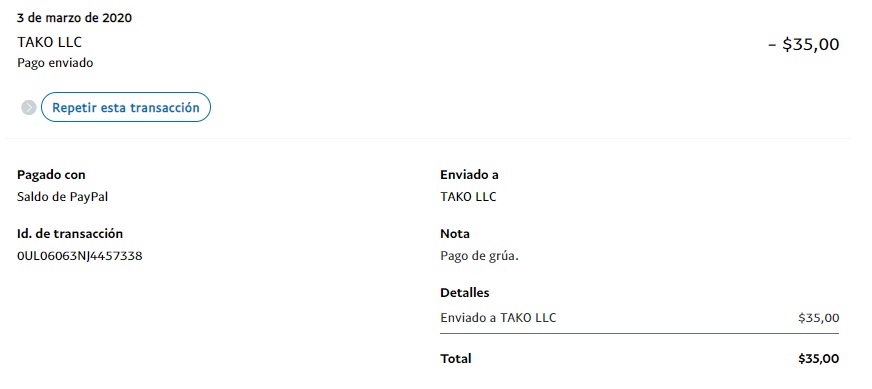 3 de marzo de 2020
TAKO LLC
- $35,00
Pago enviado
Repetir esta transacción
Pagado con
Saldo de PayPal
Id. de transacción
0UL06063NJ4457338
Enviado a
TAKO LLC
Nota
Pago de grúa.
Detalles
Enviado a TAKO LLC $35,00
Total $35,00